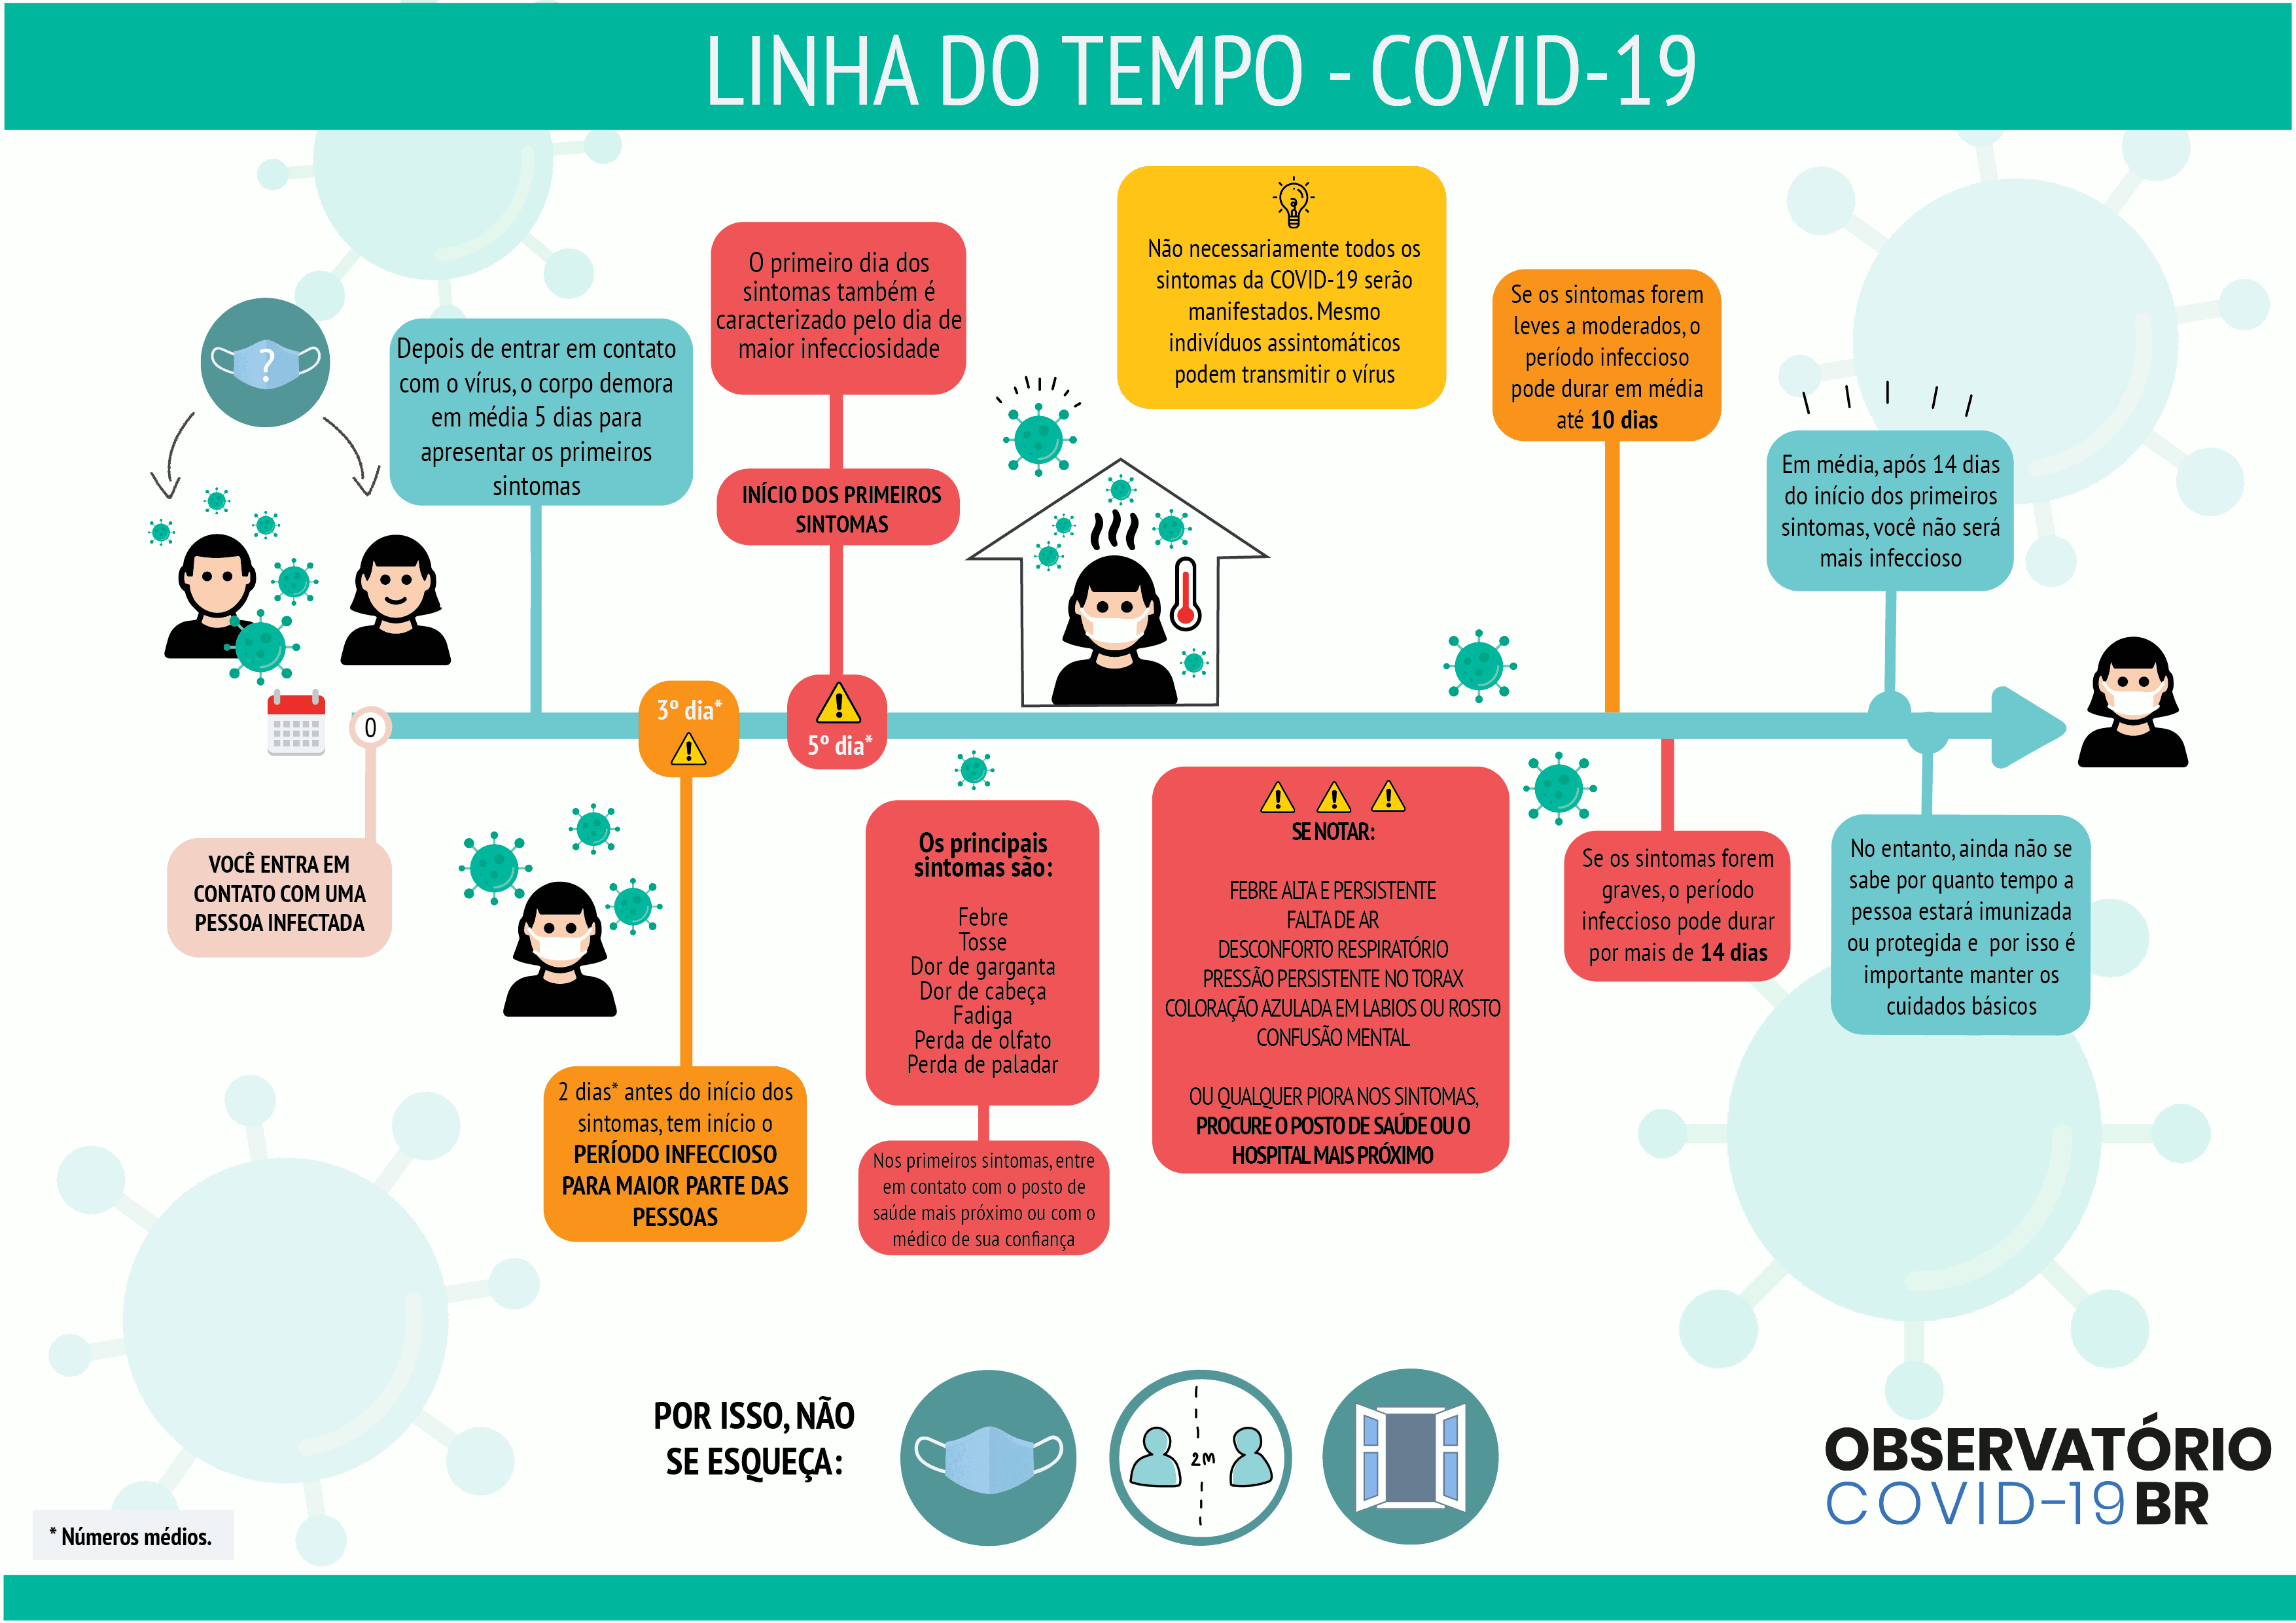 LINHA DO TEMPO - COVID-19
?
Depois de entrar em contato
com o vírus, o corpo demora
em média 5 dias para
apresentar os primeiros
sintomas
O primeiro dia dos
sintomas também é
caracterizado pelo dia de
maior infecciosidade
INÍCIO DOS PRIMEIROS
SINTOMAS
Não necessariamente todos os
sintomas da COVID-19 serão
manifestados. Mesmo
indivíduos assintomáticos
podem transmitir o vírus
Se os sintomas forem
leves a moderados, o
período infeccioso
pode durar em média
até 10 dias
Em média, após 14 dias
do início dos primeiros
sintomas, você não será
mais infeccioso
0
3º dia*
5º dia*
VOCÊ ENTRA EM
CONTATO COM UMA
PESSOA INFECTADA
2 dias* antes do início dos
sintomas, tem início o
PERÍODO INFECCIOSO
PARA MAIOR PARTE DAS
PESSOAS
Os principais
sintomas são:
Febre
Tosse
Dor de garganta
Dor de cabeça
Fadiga
Perda de olfato
Perda de paladar
Nos primeiros sintomas, entre
em contato com o posto de
saúde mais próximo ou com o
médico de sua confiança
SE NOTAR:
FEBRE ALTA E PERSISTENTE
FALTA DE AR
DESCONFORTO RESPIRATÓRIO
PRESSÃO PERSISTENTE NO TORAX
COLORAÇÃO AZULADA EM LABIOS OU ROSTO
CONFUSÃO MENTAL
OU QUALQUER PIORA NOS SINTOMAS,
PROCURE O POSTO DE SAÚDE OU O
HOSPITAL MAIS PRÓXIMO
Se os sintomas forem
graves, o período
infeccioso pode durar
por mais de 14 dias
No entanto, ainda não se
sabe por quanto tempo a
pessoa estará imunizada
ou protegida e por isso é
importante manter os
cuidados básicos
POR ISSO, NÃO
SE ESQUEÇA:
2M
OBSERVATÓRIO
COVID-19 BR
* Números médios.